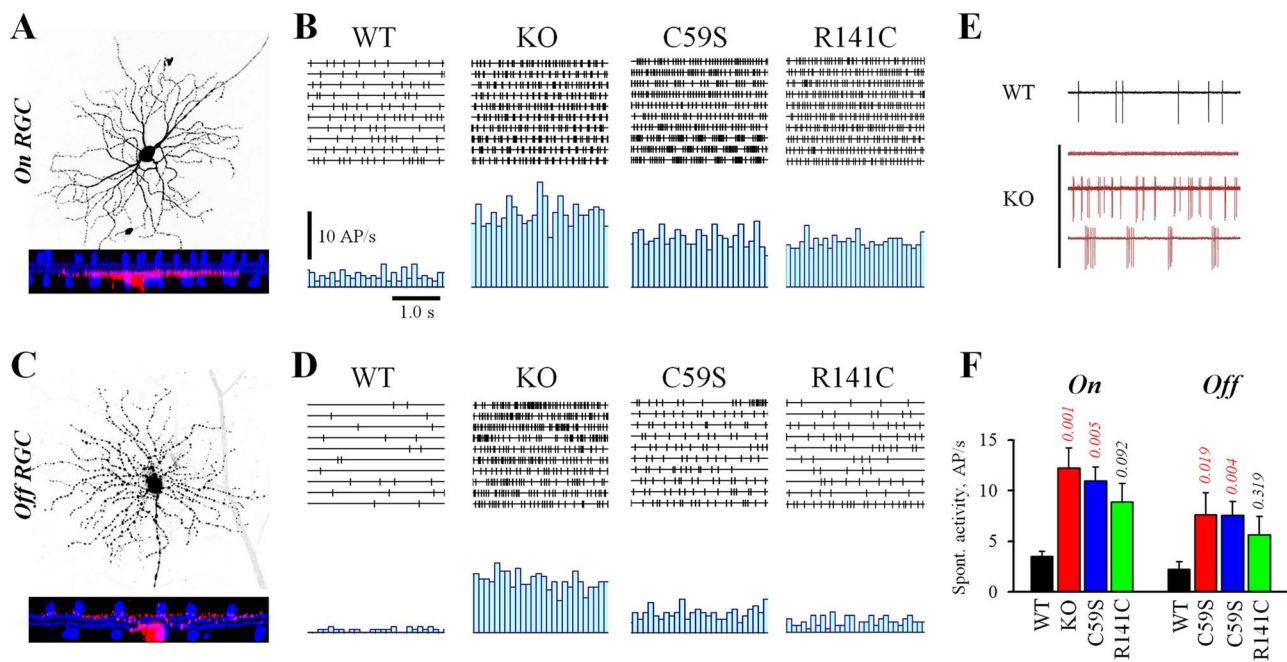 A
On RGC
B
WT KO C59S R141C
10 AP/s
1.0 s
E
WT
KO
C
Off RGC
D
WT KO C59S R141C
F
On Off
0.001 0.005 0.092 0.019 0.004 0.319
Spont. activity. AP/s
15
10
5
0
WT KO C59S R141C WT C59S C59S R141C